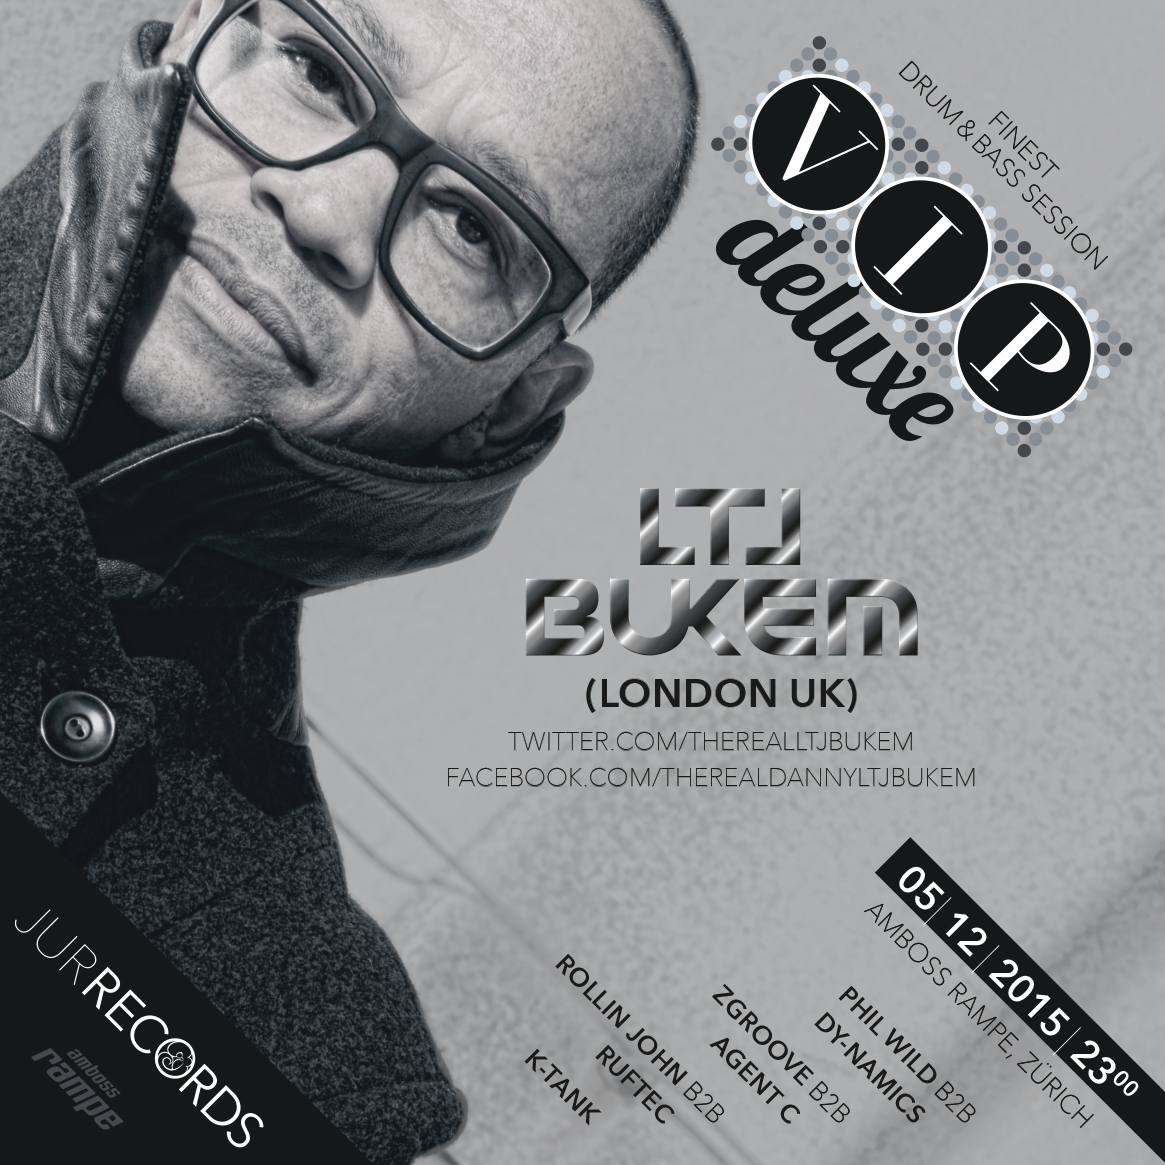 FINEST
DRUM & BASS SESSION
VIP
deluxe
LTJ
BUKEM
(LONDON UK)
TWITTER.COM/THEREALLTJBUKEM
FACEBOOK.COM/THEREALDANNYLTJBUKEM
05 | 12 | 2015 | 23⁰⁰
AMBOSS RAMPE, ZÜRICH
PHIL WILD B2B
DY-NAMICS
ZGROOVE B2B
AGENT C
ROLLIN JOHN B2B
RUFTEC
K-TANK
JURRECORDS
amboss
rampe